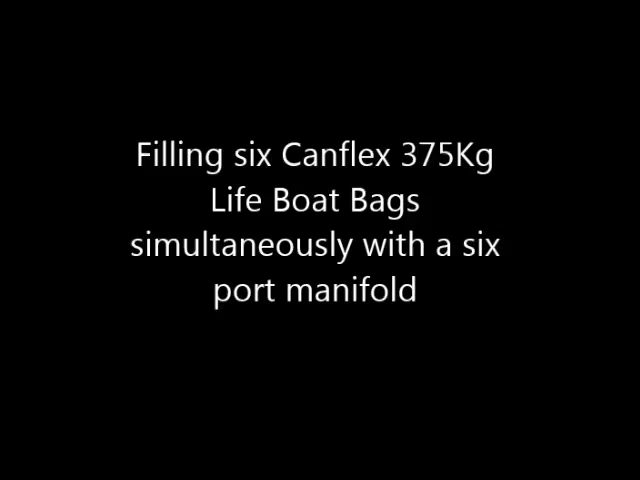 Filling six Canflex 375Kg
Life Boat Bags
simultaneously with a six
port manifold